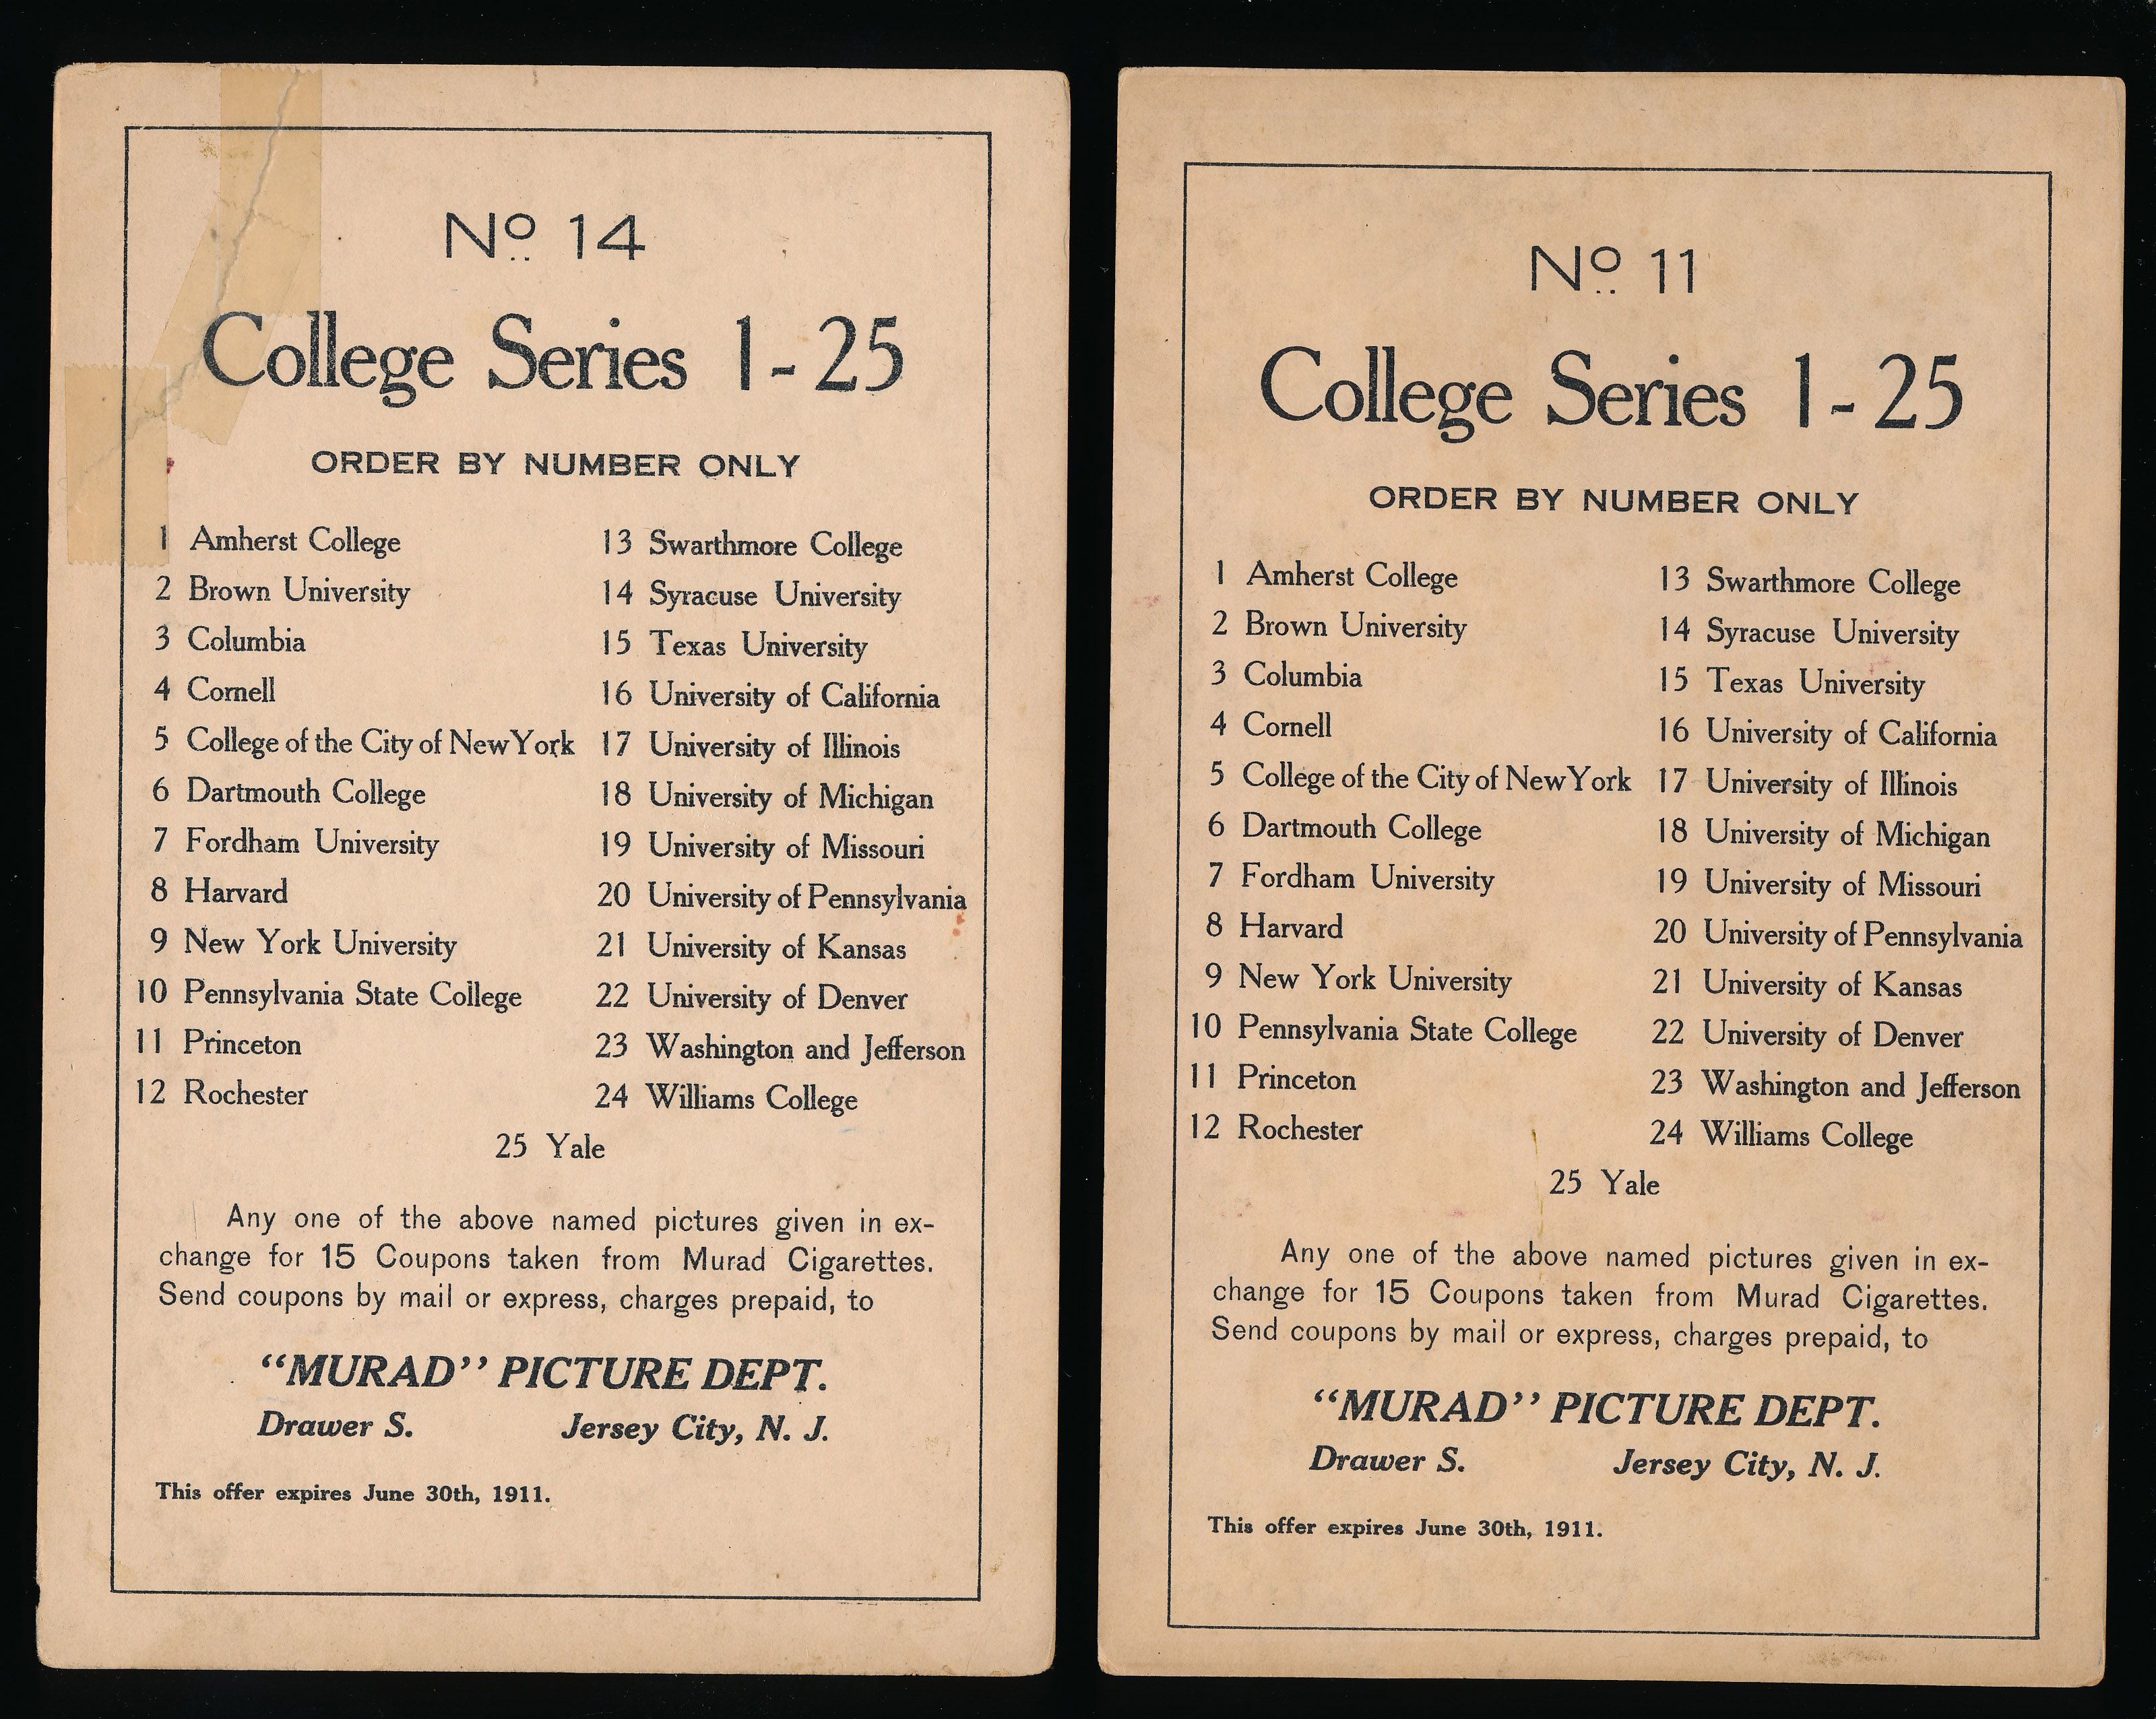 No 14
College Series 1-25
ORDER BY NUMBER ONLY
1 Amherst College
2 Brown University
3 Columbia
4 Cornell
5 College of the City of New York
6 Dartmouth College
7 Fordham University
8 Harvard
9 New York University
10 Pennsylvania State College
11 Princeton
12 Rochester
13 Swarthmore College
14 Syracuse University
15 Texas University
16 University of California
17 University of Illinois
18 University of Michigan
19 University of Missouri
20 University of Pennsylvania
21 University of Kansas
22 University of Denver
23 Washington and Jefferson
24 Williams College
25 Yale
Any one of the above named pictures given in ex-
change for 15 Coupons taken from Murad Cigarettes.
Send coupons by mail or express, charges prepaid, to
“MURAD” PICTURE DEPT.
Drawer S. Jersey City, N. J.
This offer expires June 30th, 1911.
No 11
College Series 1-25
ORDER BY NUMBER ONLY
1 Amherst College
2 Brown University
3 Columbia
4 Cornell
5 College of the City of New York
6 Dartmouth College
7 Fordham University
8 Harvard
9 New York University
10 Pennsylvania State College
11 Princeton
12 Rochester
13 Swarthmore College
14 Syracuse University
15 Texas University
16 University of California
17 University of Illinois
18 University of Michigan
19 University of Missouri
20 University of Pennsylvania
21 University of Kansas
22 University of Denver
23 Washington and Jefferson
24 Williams College
25 Yale
Any one of the above named pictures given in ex-
change for 15 Coupons taken from Murad Cigarettes.
Send coupons by mail or express, charges prepaid, to
“MURAD” PICTURE DEPT.
Drawer S. Jersey City, N. J.
This offer expires June 30th, 1911.